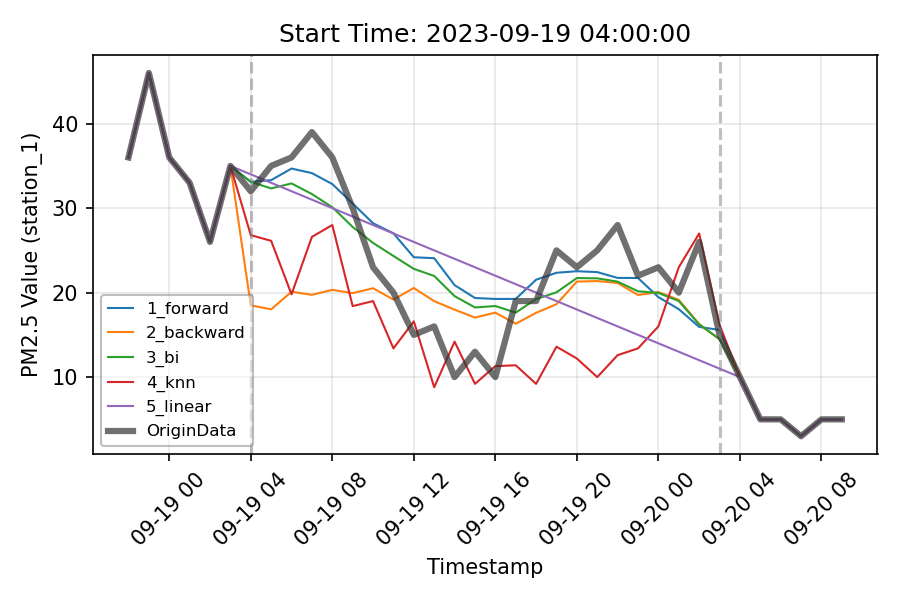 Start Time: 2023-09-19 04:00:00
PM2.5 Value (station_1)
40
30
20
10
1_forward
2_backward
3_bi
4_knn
5_linear
OriginData
09-19 00
09-19 04
09-19 08
09-19 12
09-19 16
09-19 20
09-20 00
09-20 04
09-20 08
Timestamp